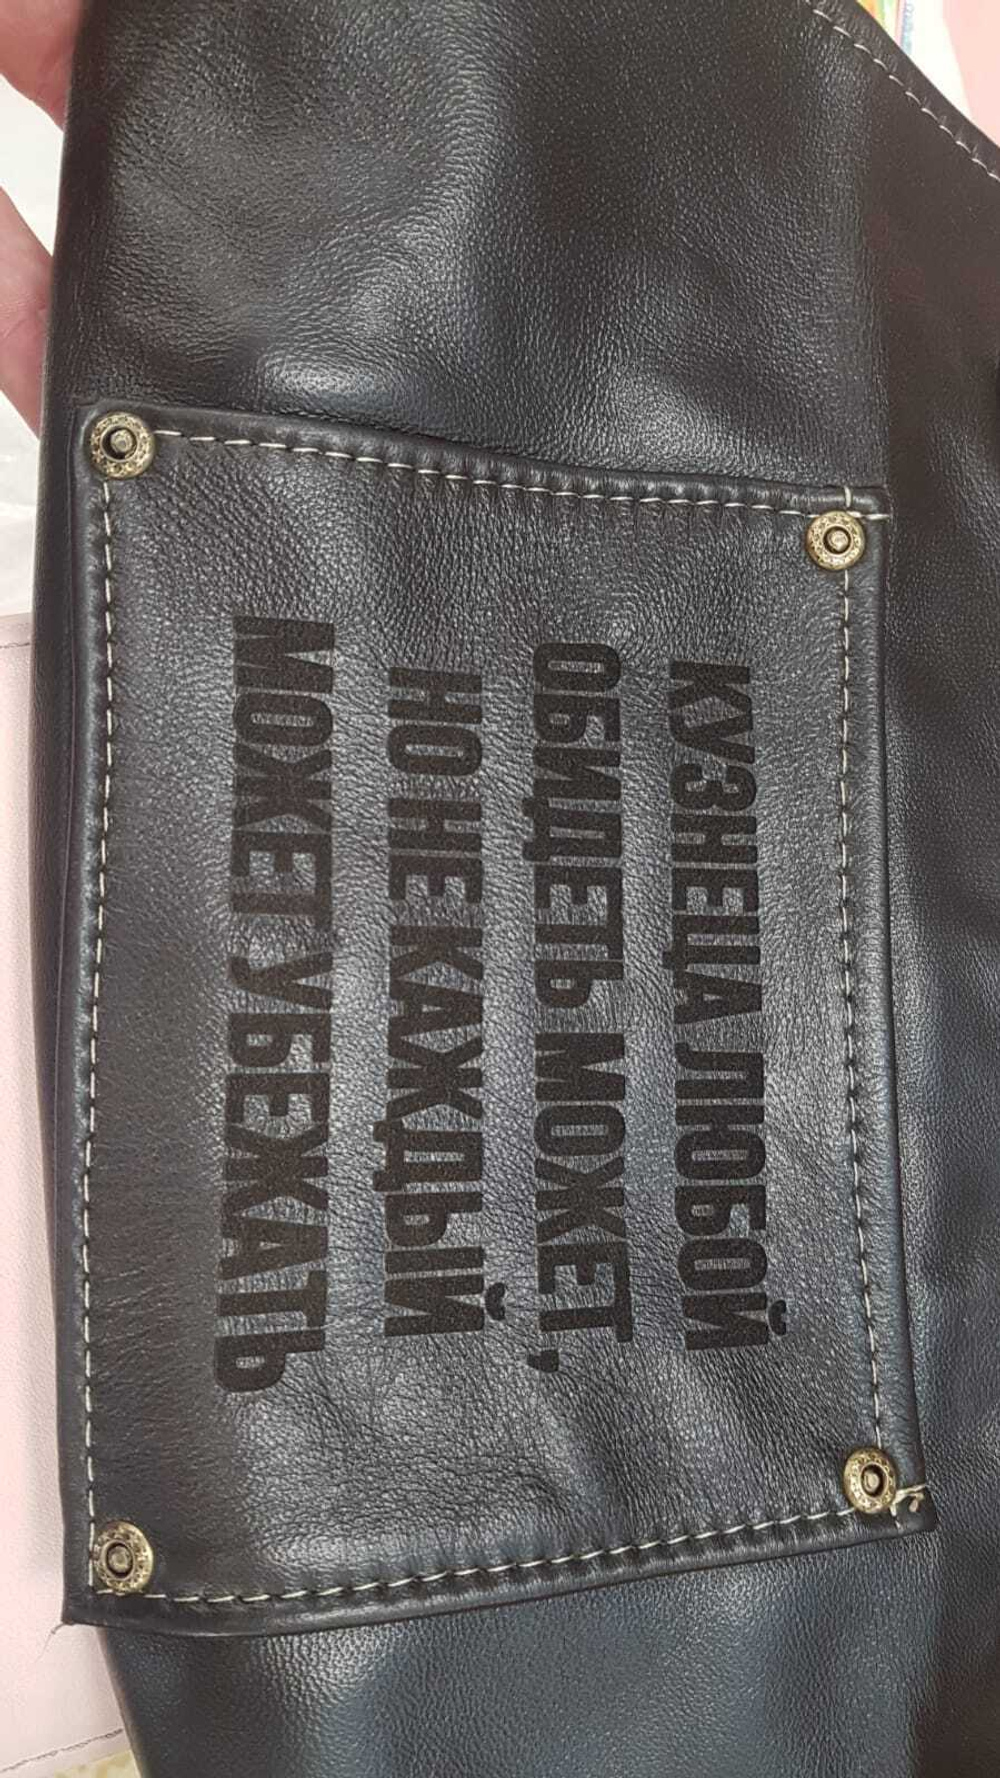 КУЗНЕЦА ЛЮБОЙ
ОБИДЕТЬ МОЖЕТ,
НО НЕ КАЖДЫЙ
МОЖЕТ УБЕЖАТЬ